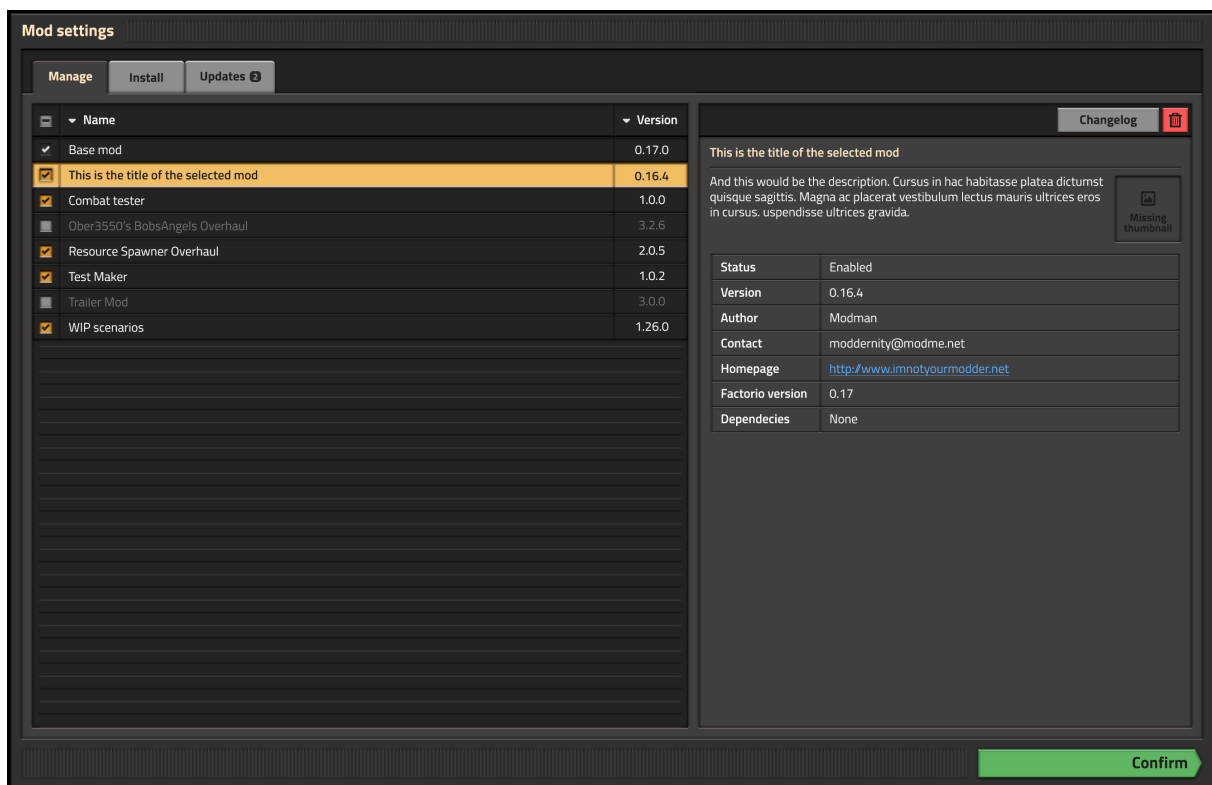 Mod settings
Manage Install Updates 2
Name Version
Base mod 0.17.0
This is the title of the selected mod 0.16.4
Combat tester 1.0.0
Ober3550's BobsAngels Overhaul 3.2.6
Resource Spawner Overhaul 2.0.5
Test Maker 1.0.2
Trailer Mod 3.0.0
WIP scenarios 1.26.0
Changelog
This is the title of the selected mod
And this would be the description. Cursus in hac habitasse platea dictumst
quisque sagittis. Magna ac placerat vestibulum lectus mauris ultrices eros
in cursus. uspendisse ultrices gravida.
Missing
thumbnail
Status Enabled
Version 0.16.4
Author Modman
Contact moddernity@modme.net
Homepage http://www.imnotyourmodder.net
Factorio version 0.17
Dependecies None
Confirm